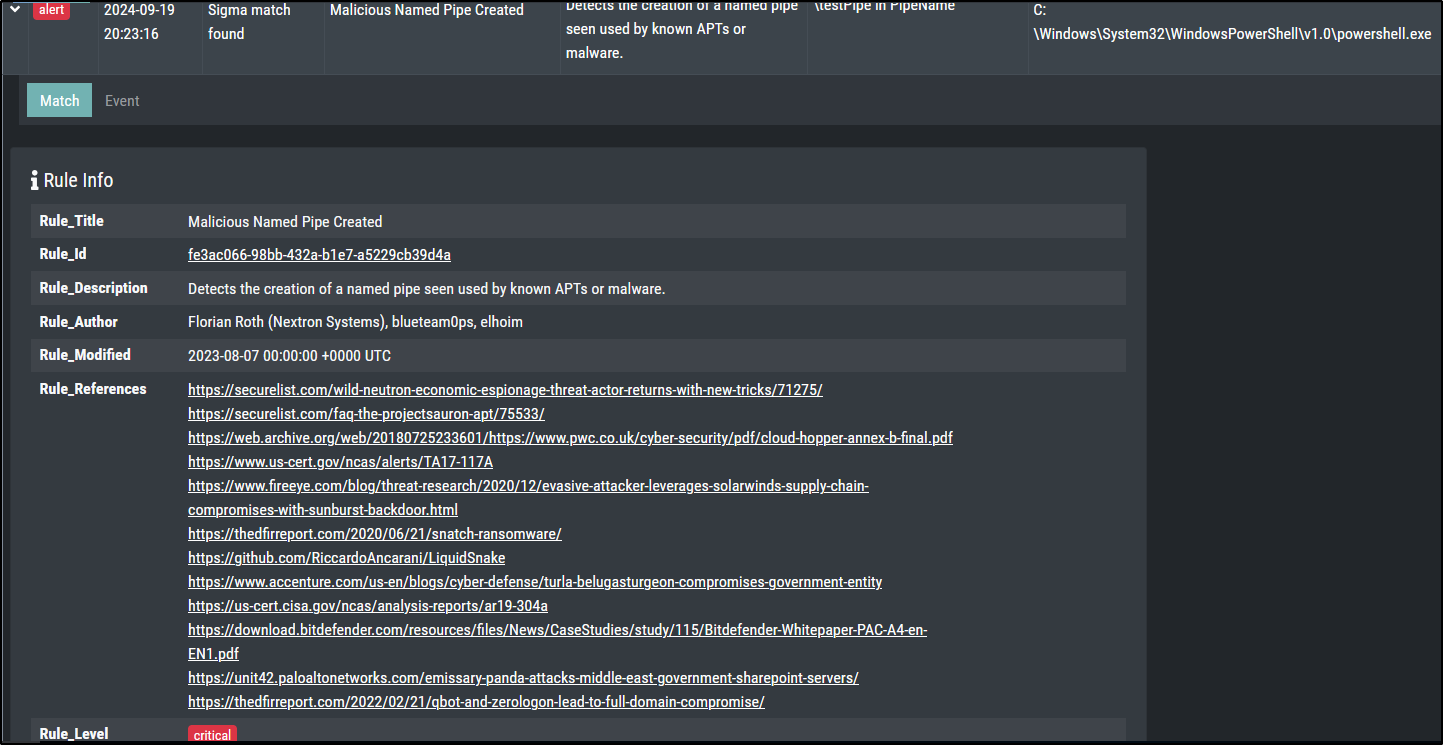 alert
2024-09-19
20:23:16
Sigma match
found
Malicious Named Pipe Created
Detects the creation of a named pipe
seen used by known APTs or
malware.
\testPipe in PipeName
C:
\Windows\System32\WindowsPowerShell\v1.0\powershell.exe
Match
Event
Rule Info
Rule_Title
Malicious Named Pipe Created
Rule_Id
fe3ac066-98bb-432a-b1e7-a5229cb39d4a
Rule_Description
Detects the creation of a named pipe seen used by known APTs or malware.
Rule_Author
Florian Roth (Nextron Systems), blueteam0ps, elhoim
Rule_Modified
2023-08-07 00:00:00 +0000 UTC
Rule_References
https://securelist.com/wild-neutron-economic-espionage-threat-actor-returns-with-new-tricks/71275/
https://securelist.com/faq-the-projectsauron-apt/75533/
https://web.archive.org/web/20180725233601/https://www.pwc.co.uk/cyber-security/pdf/cloud-hopper-annex-b-final.pdf
https://www.us-cert.gov/ncas/alerts/TA17-117A
https://www.fireeye.com/blog/threat-research/2020/12/evasive-attacker-leverages-solarwinds-supply-chain-
compromises-with-sunburst-backdoor.html
https://thedfirreport.com/2020/06/21/snatch-ransomware/
https://github.com/RiccardoAncarani/LiquidSnake
https://www.accenture.com/us-en/blogs/cyber-defense/turla-belugasturgeon-compromises-government-entity
https://us-cert.cisa.gov/ncas/analysis-reports/ar19-304a
https://download.bitdefender.com/resources/files/News/CaseStudies/study/115/Bitdefender-Whitepaper-PAC-A4-en-
EN1.pdf
https://unit42.paloaltonetworks.com/emissary-panda-attacks-middle-east-government-sharepoint-servers/
https://thedfirreport.com/2022/02/21/qbot-and-zerologon-lead-to-full-domain-compromise/
Rule_Level
critical